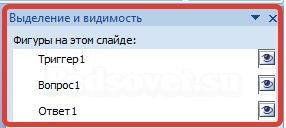 Выделение и видимость
Фигуры на этом слайде:
Триггер1
Вопрос1
Ответ1